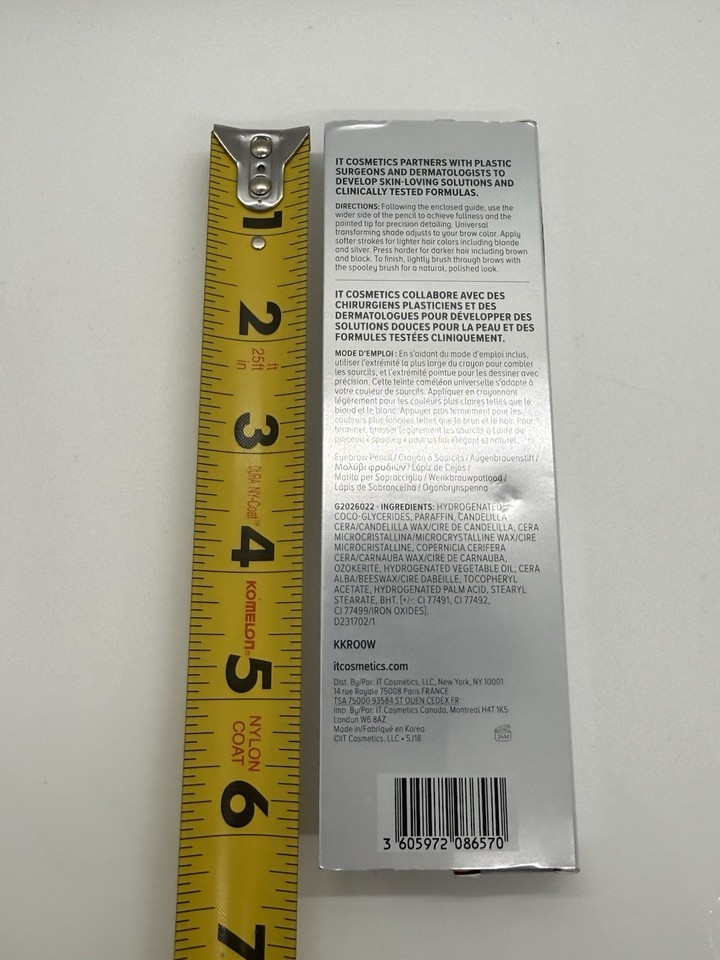 1
2
25ft
ft
in
3
DURA NY-Coat™
4
KOMELON®
5
NYLON
COAT
6
7
IT COSMETICS PARTNERS WITH PLASTIC
SURGEONS AND DERMATOLOGISTS TO
DEVELOP SKIN-LOVING SOLUTIONS AND
CLINICALLY TESTED FORMULAS.
DIRECTIONS: Following the enclosed guide, use the
wider side of the pencil to achieve fullness and the
pointed tip for precision detailing. Universal
transforming shade adjusts to your brow color. Apply
softer strokes for lighter hair colors including blonde
and silver. Press harder for darker hair including brown
and black. To finish, lightly brush through brows with
the spooley brush for a natural, polished look.
IT COSMETICS COLLABORE AVEC DES
CHIRURGIENS PLASTICIENS ET DES
DERMATOLOGUES POUR DÉVELOPPER DES
SOLUTIONS DOUCES POUR LA PEAU ET DES
FORMULES TESTÉES CLINIQUEMENT.
MODE D'EMPLOI : En s'aidant du mode d'emploi inclus,
utiliser l'extrémité la plus large du crayon pour combler
les sourcils, et l'extrémité pointue pour les dessiner avec
précision. Cette teinte caméléon universelle s'adapte à
votre couleur de sourcils. Appliquer en crayonnant
légèrement pour les couleurs plus claires telles que le
blond et le blanc. Appuyer plus fermement pour les
couleurs plus foncées telles que le brun et le noir. Pour
terminer, brosser légèrement les sourcils à l'aide du
pinceau « spooley » pour un fini élégant et naturel.
Eyebrow Pencil / Crayon à Sourcils / Augenbrauenstift /
Μολύβι φρυδιών / Lápiz de Cejas /
Matita per Sopracciglia / Wenkbrauwpotlood /
Lápis de Sobrancelha / Ögonbrynspenna
G2026022 - INGREDIENTS: HYDROGENATED
COCO-GLYCERIDES, PARAFFIN, CANDELILLA
CERA/CANDELILLA WAX/CIRE DE CANDELILLA, CERA
MICROCRISTALLINA/MICROCRYSTALLINE WAX/CIRE
MICROCRISTALLINE, COPERNICIA CERIFERA
CERA/CARNAUBA WAX/CIRE DE CARNAUBA,
OZOKERITE, HYDROGENATED VEGETABLE OIL, CERA
ALBA/BEESWAX/CIRE DABEILLE, TOCOPHERYL
ACETATE, HYDROGENATED PALM ACID, STEARYL
STEARATE, BHT. [+/- CI 77491, CI 77492,
CI 77499/IRON OXIDES].
D231702/1
KKR00W
itcosmetics.com
Dist. By/Par: IT Cosmetics, LLC, New York, NY 10001
14 rue Royale 75008 Paris FRANCE
TSA 75000 93584 ST OUEN CEDEX FR
Imp. By/Par: IT Cosmetics Canada, Montreal H4T 1K5
London W6 8AZ
Made in/Fabriqué en Korea
©IT Cosmetics, LLC • SJ18
24M
3 605972 086570